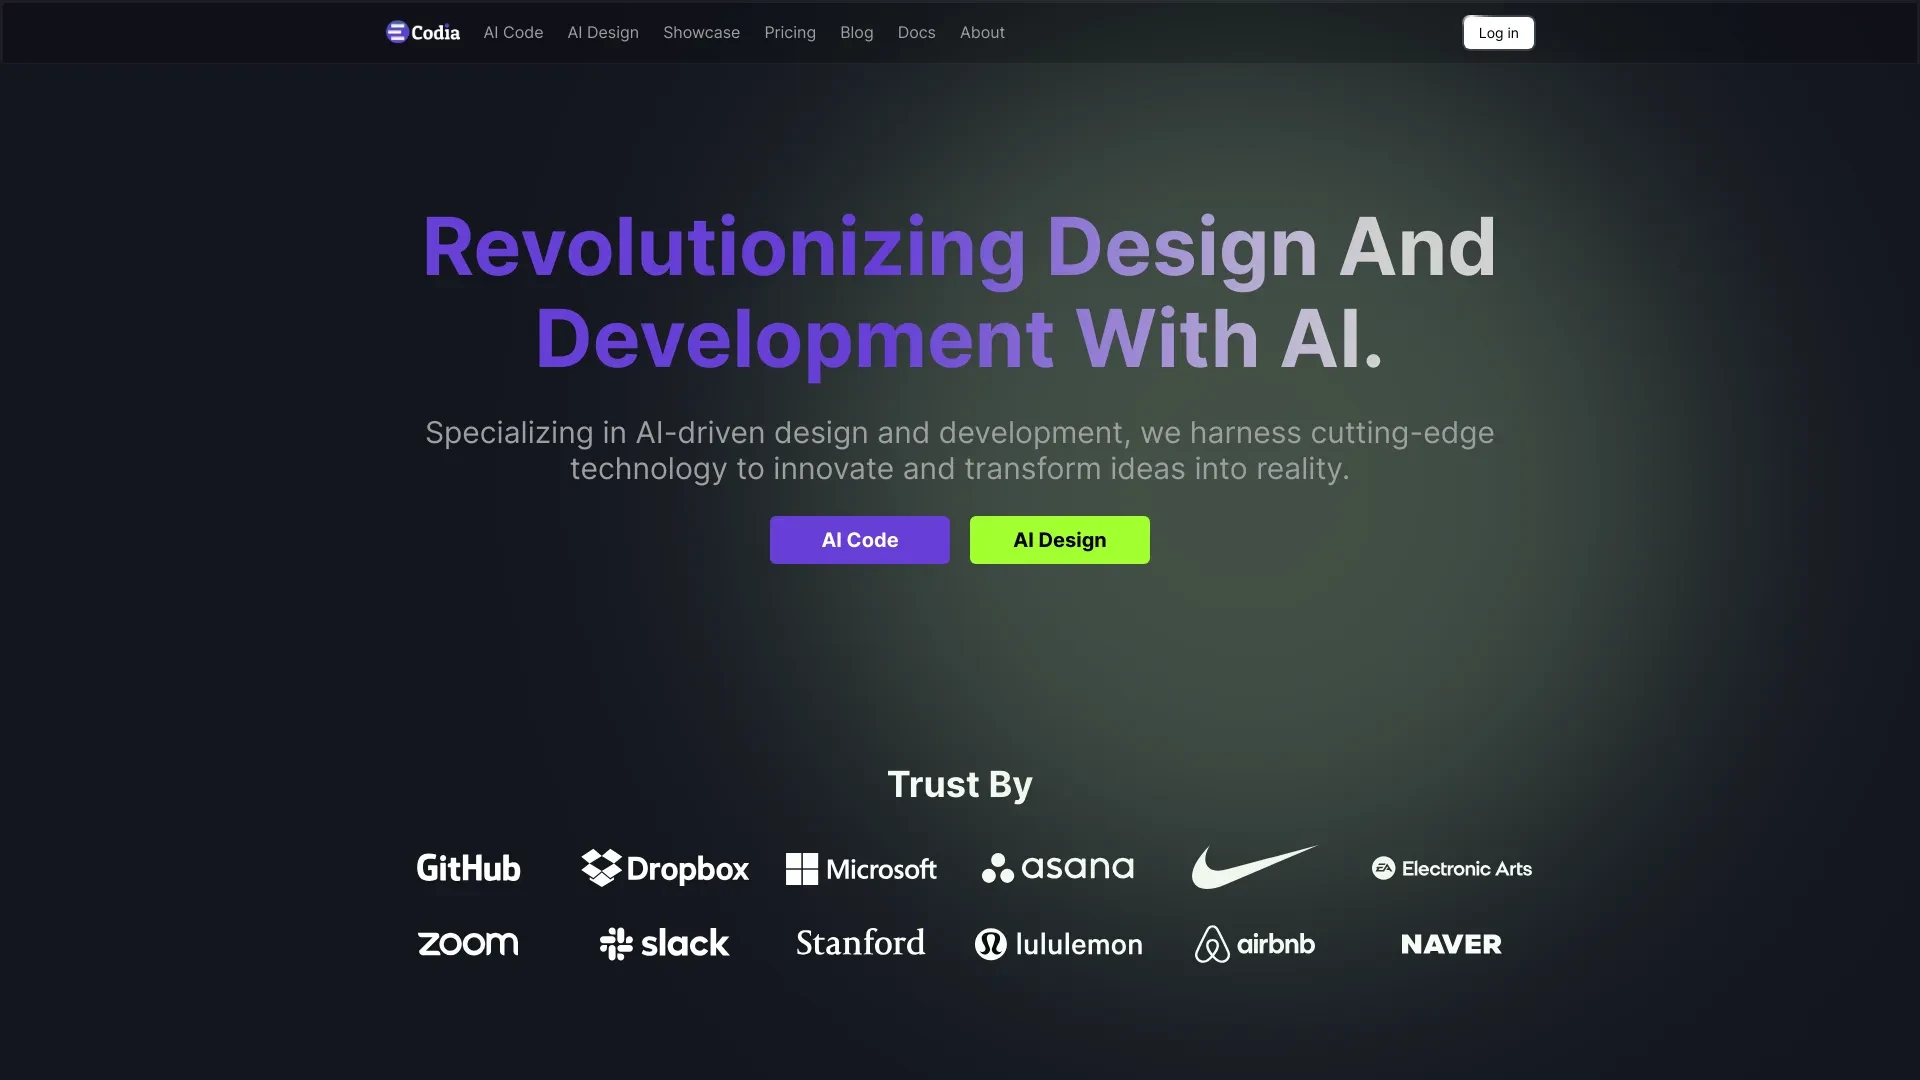 Codia AI Code AI Design Showcase Pricing Blog Docs About Log in
Revolutionizing Design And
Development With AI.
Specializing in AI-driven design and development, we harness cutting-edge
technology to innovate and transform ideas into reality.
AI Code AI Design
Trust By
GitHub Dropbox Microsoft asana EA Electronic Arts
zoom slack Stanford lululemon airbnb NAVER